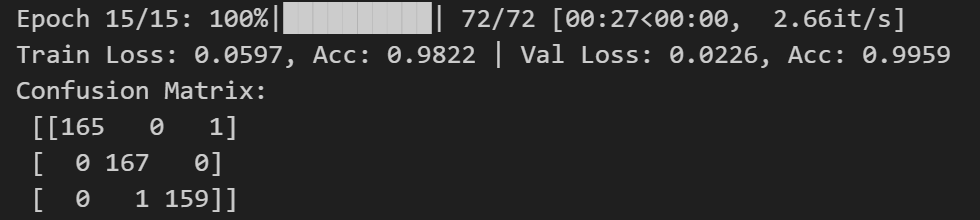 Epoch 15/15: 100%|██████████| 72/72 [00:27<00:00,  2.66it/s]
Train Loss: 0.0597, Acc: 0.9822 | Val Loss: 0.0226, Acc: 0.9959
Confusion Matrix:
 [[165   0   1]
 [  0 167   0]
 [  0   1 159]]